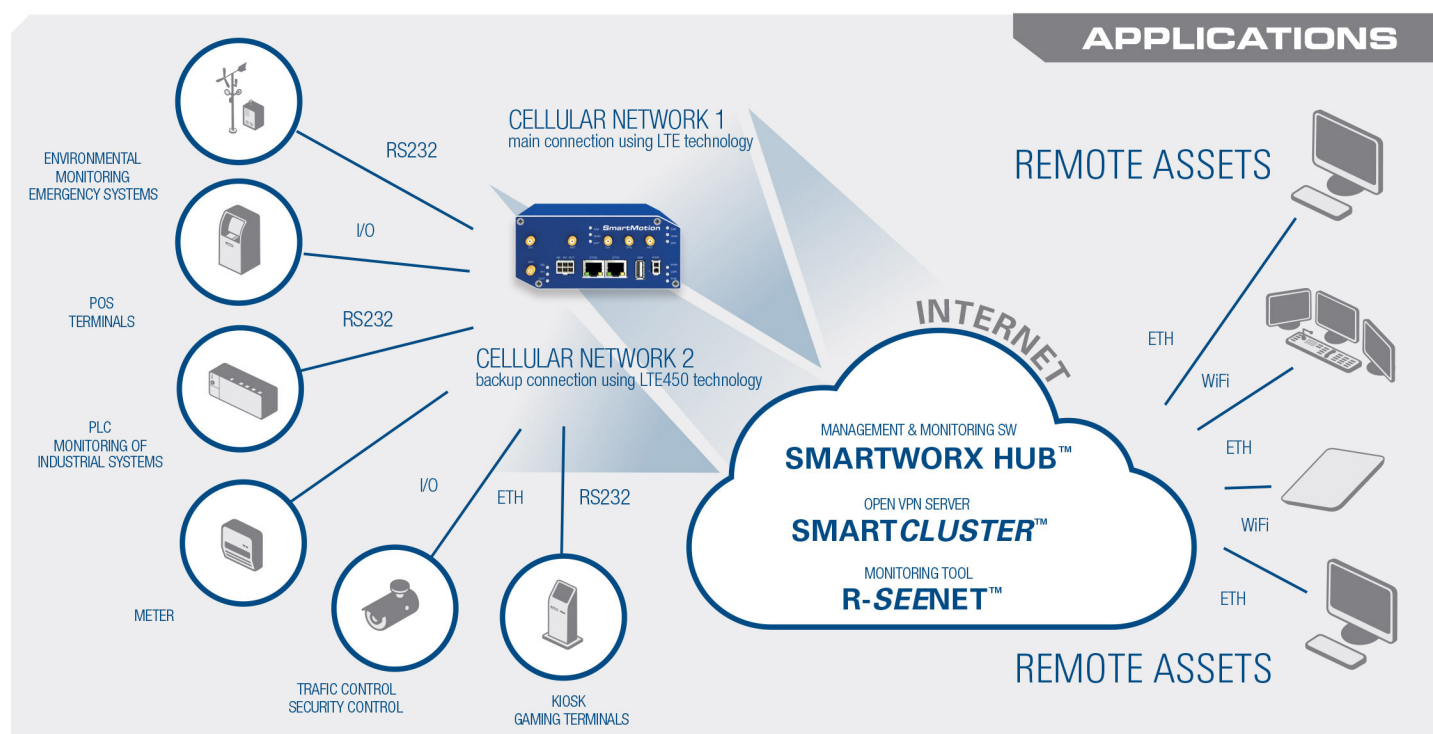 APPLICATIONS
CELLULAR NETWORK 1
main connection using LTE technology
REMOTE ASSETS
RS232
ENVIRONMENTAL
MONITORING
EMERGENCY SYSTEMS
I/O
SmartMotion
POS
TERMINALS
RS232
INTERNET
ETH
CELLULAR NETWORK 2
backup connection using LTE450 technology
WiFi
PLC
MONITORING OF
INDUSTRIAL SYSTEMS
MANAGEMENT & MONITORING SW
SMARTWORX HUB™
ETH
I/O
ETH
RS232
OPEN VPN SERVER
SMARTCLUSTER™
WiFi
MONITORING TOOL
R-SEENET™
ETH
METER
REMOTE ASSETS
TRAFIC CONTROL
SECURITY CONTROL
KIOSK
GAMING TERMINALS